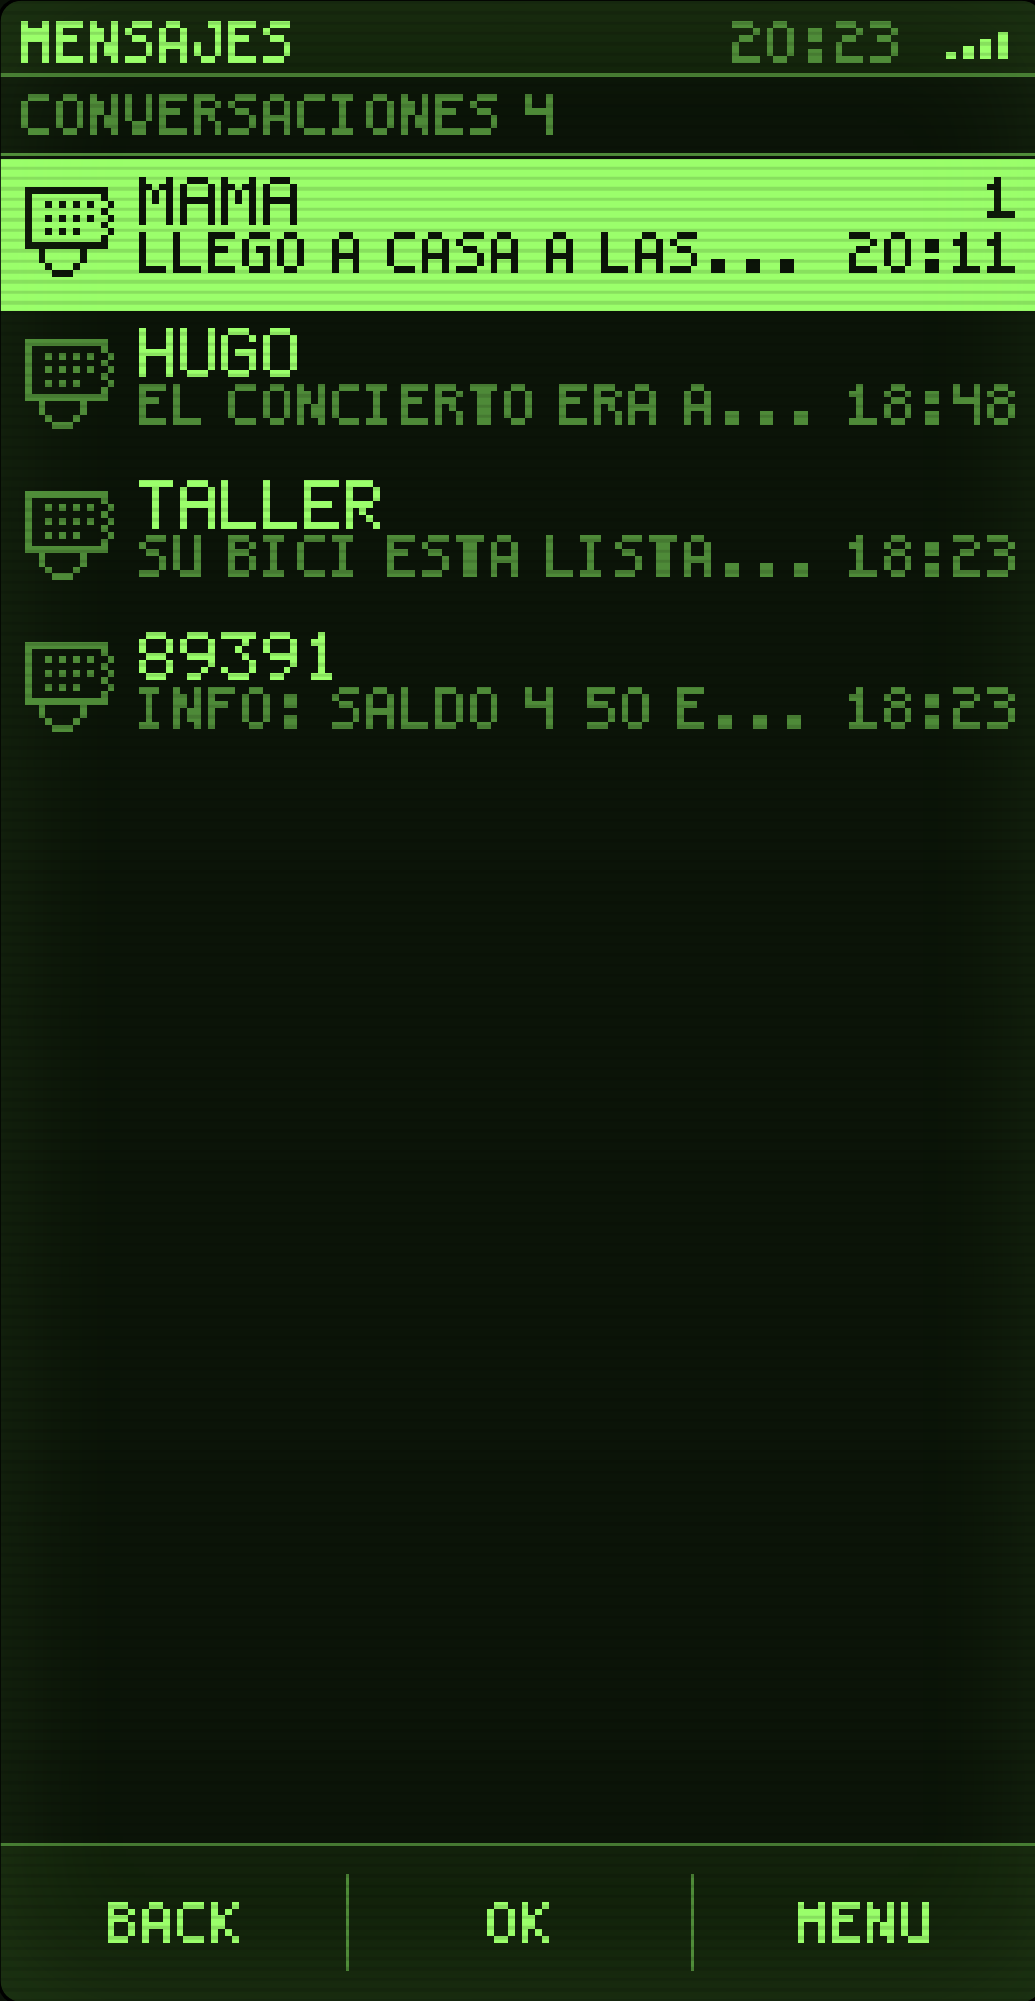 MENSAJES 20:23
CONVERSACIONES 4
MAMA 1
LLEGO A CASA A LAS... 20:11
HUGO
EL CONCIERTO ERA A... 18:48
TALLER
SU BICI ESTA LISTA... 18:23
89391
INFO: SALDO 4 50 E... 18:23
BACK OK MENU